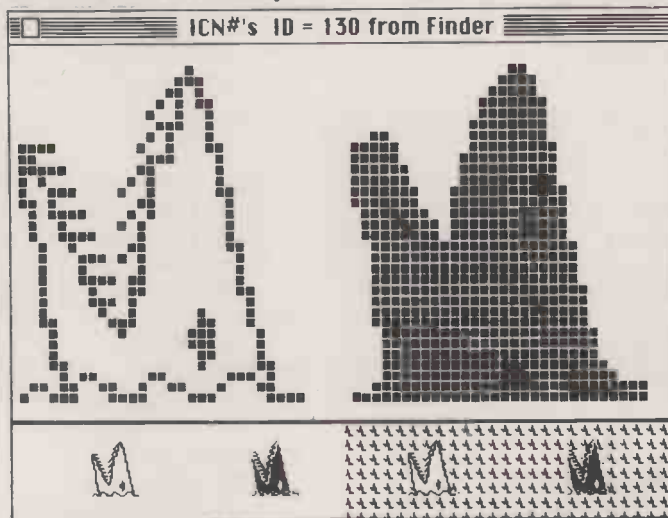 ICN#'s ID = 130 from Finder